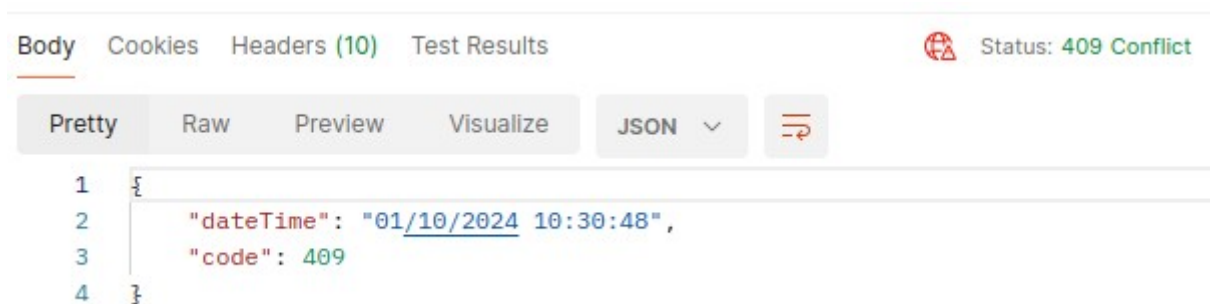 Body Cookies Headers (10) Test Results Status: 409 Conflict
Pretty Raw Preview Visualize JSON
1 {
2 "dateTime": "01/10/2024 10:30:48",
3 "code": 409
4 }